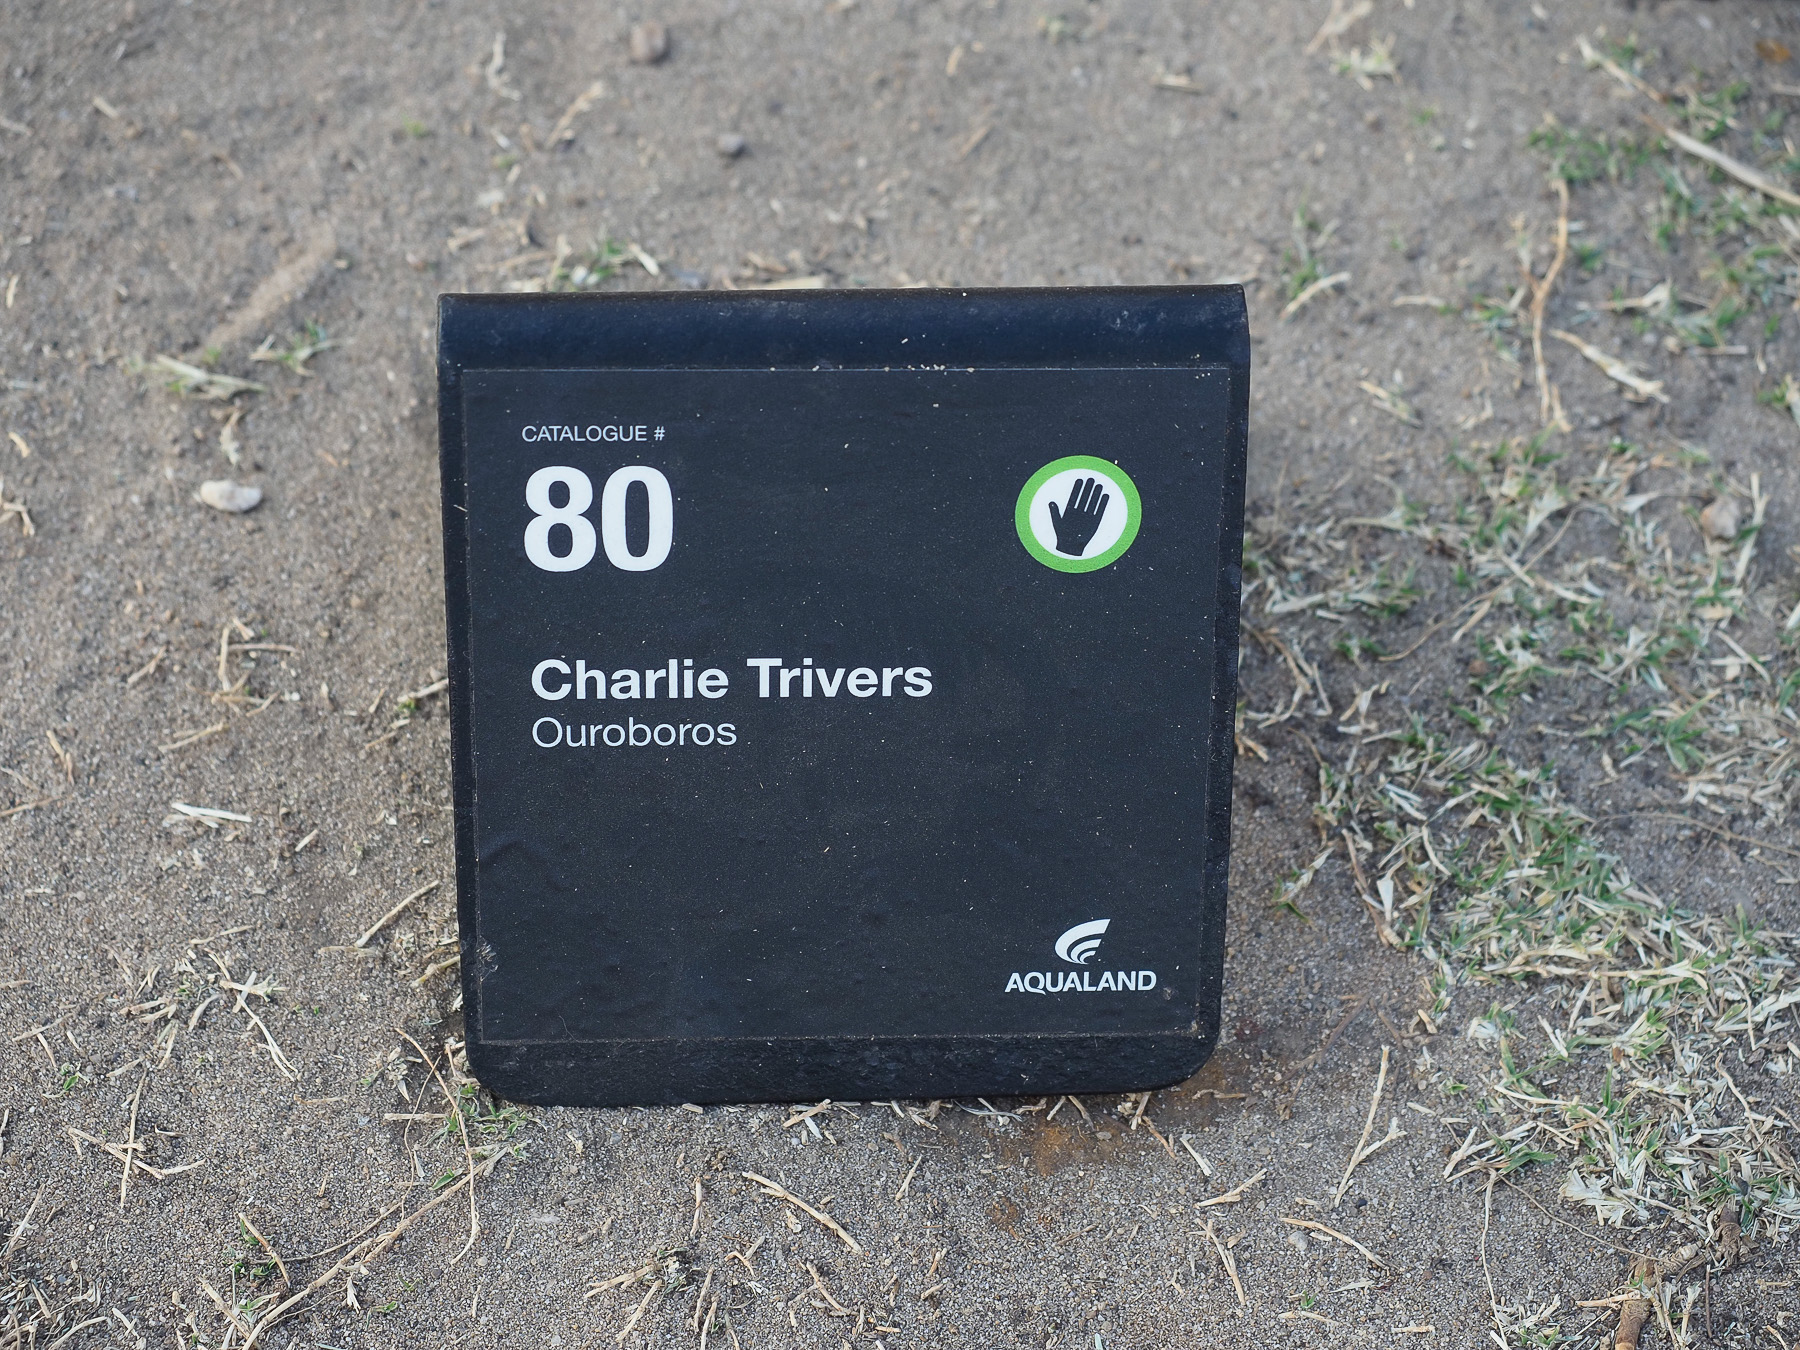 CATALOGUE #
80
Charlie Trivers
Ouroboros
AQUALAND